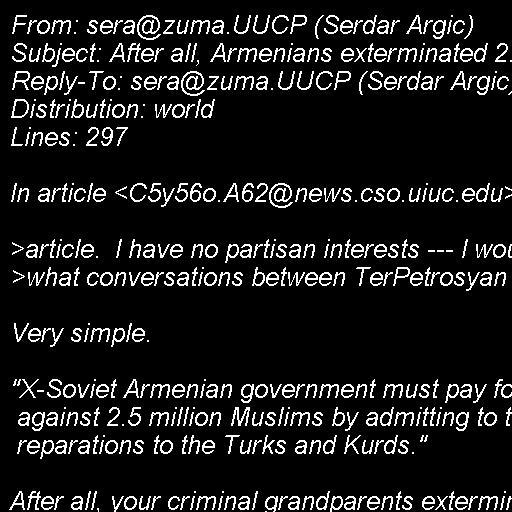 From: sera@zuma.UUCP (Serdar Argic)
Subject: After all, Armenians exterminated 2.
Reply-To: sera@zuma.UUCP (Serdar Argic)
Distribution: world
Lines: 297
In article <C5y56o.A62@news.cso.uiuc.edu>
>article.  I have no partisan interests --- I wou
>what conversations between TerPetrosyan
Very simple.
"X-Soviet Armenian government must pay fo
against 2.5 million Muslims by admitting to t
reparations to the Turks and Kurds."
After all, your criminal grandparents extermin